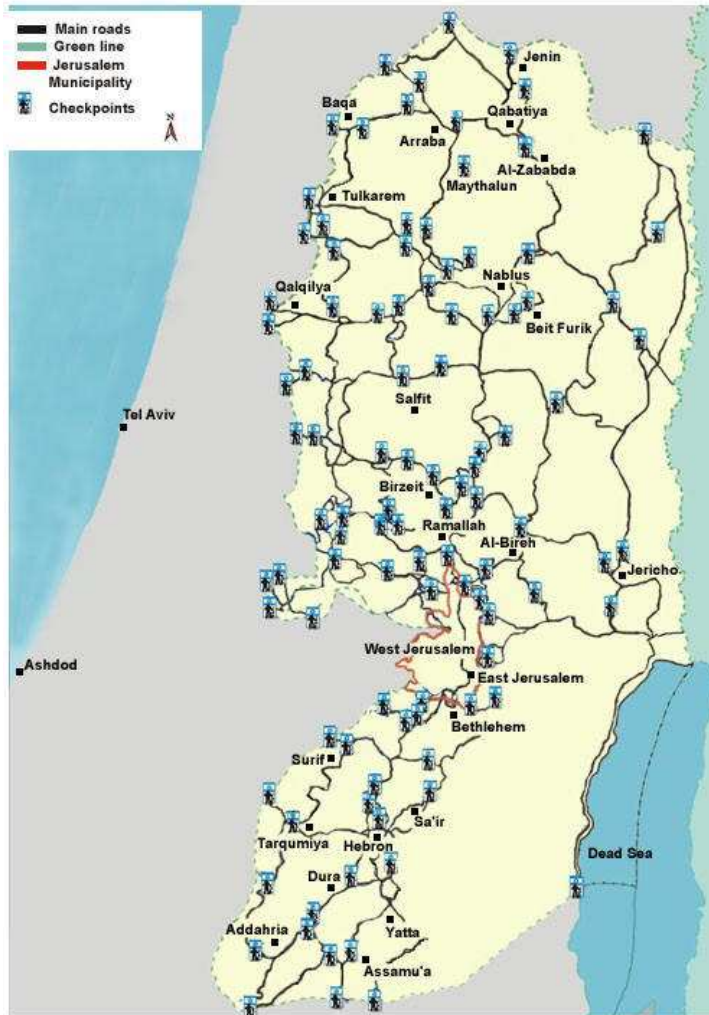 Main roads
Green line
Jerusalem
Municipality
Checkpoints
N
Jenin
Baqa
Qabatiya
Arraba
Al-Zababda
Maythalun
Tulkarem
Nablus
Qalqilya
Beit Furik
Salfit
Tel Aviv
Birzeit
Ramallah
Al-Bireh
Jericho
West Jerusalem
Ashdod
East Jerusalem
Bethlehem
Surif
Sa'ir
Tarqumiya
Hebron
Dead Sea
Dura
Yatta
Addahria
Assamu'a